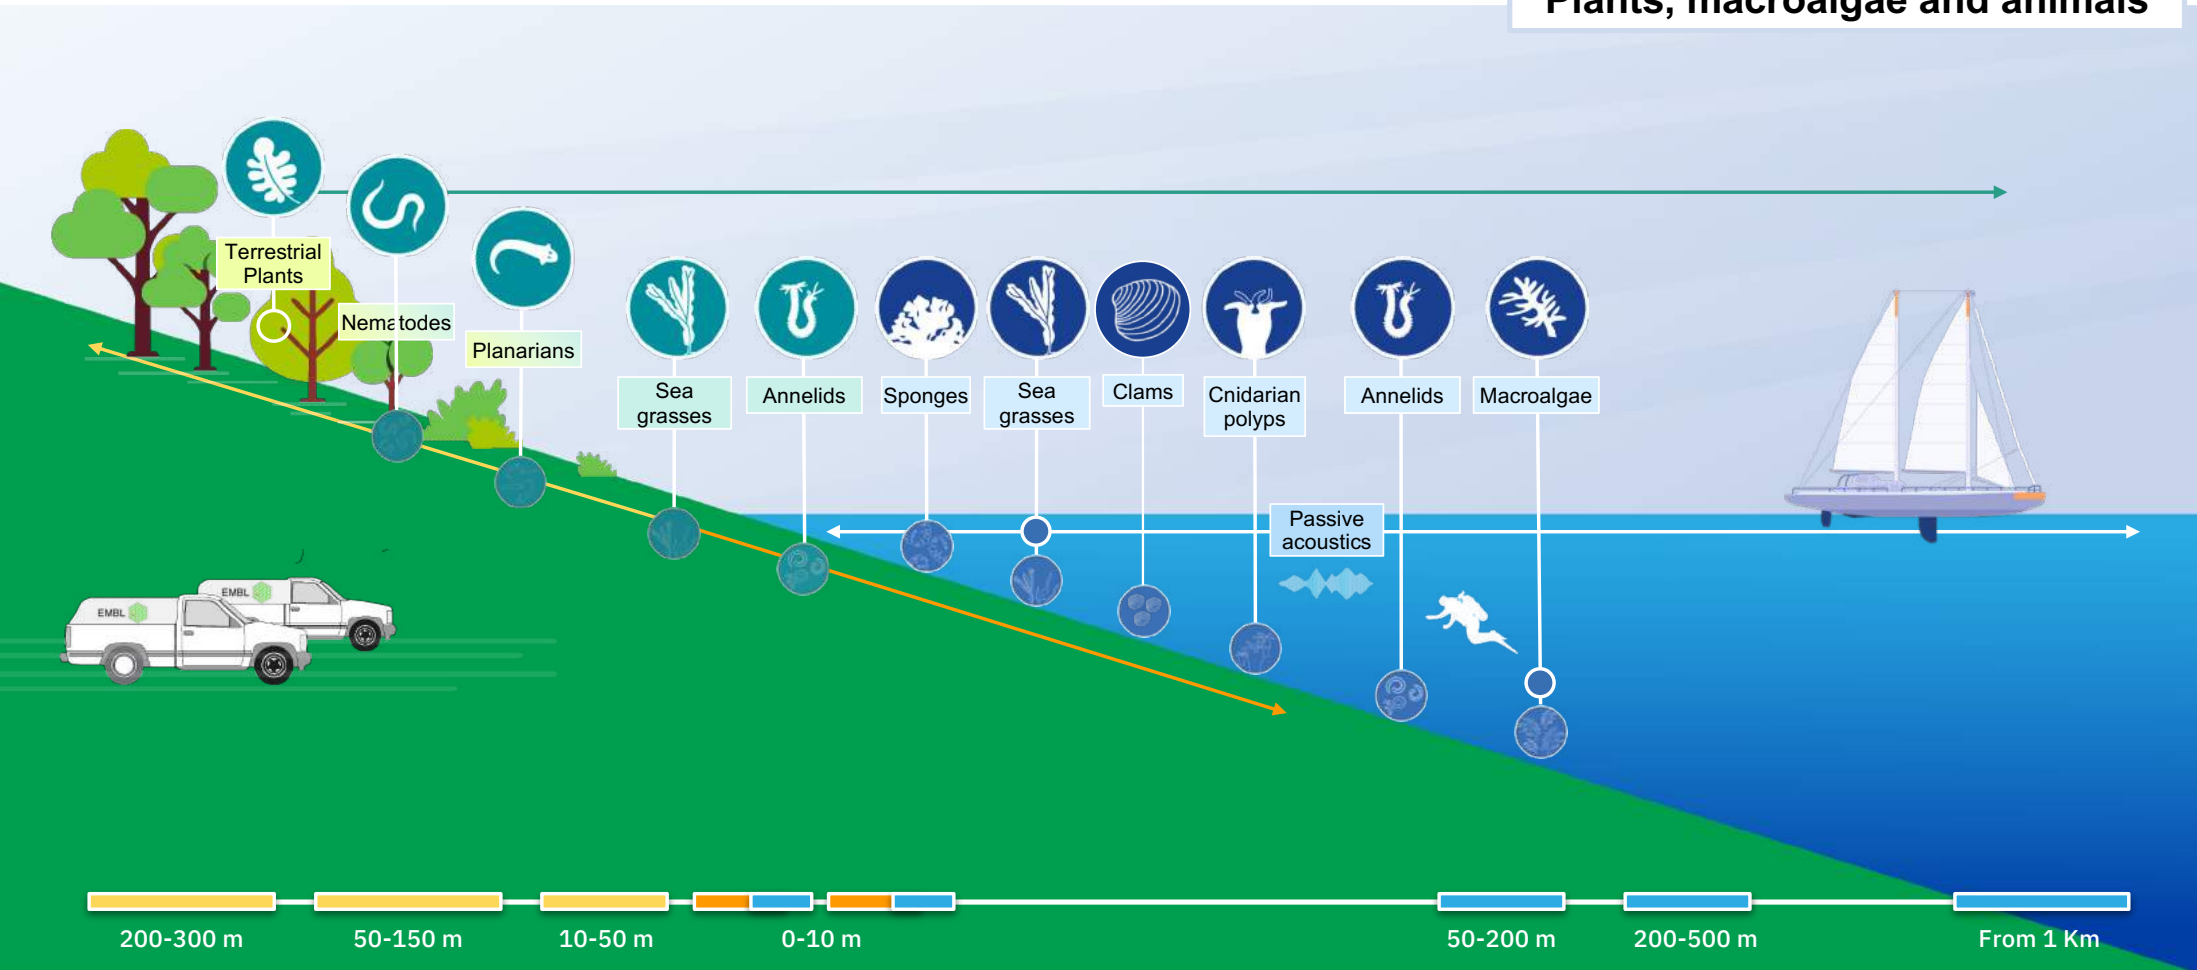 Plants, macroalgae and animals
Terrestrial
Plants
Nematodes
Planarians
Sea
grasses
Annelids
Sponges
Sea
grasses
Clams
Cnidarian
polyps
Annelids
Macroalgae
Passive
acoustics
EMBL
EMBL
200-300 m
50-150 m
10-50 m
0-10 m
50-200 m
200-500 m
From 1 Km